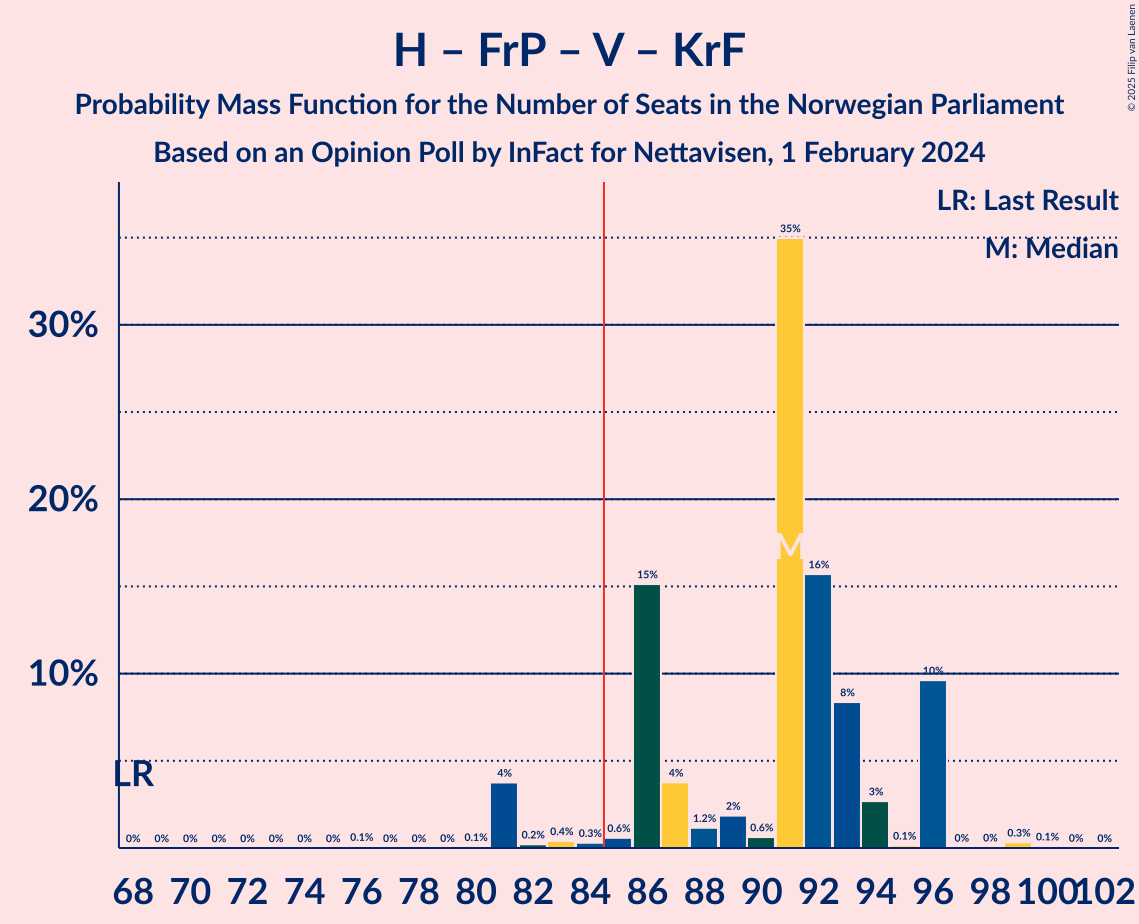 H – FrP – V – KrF
Probability Mass Function for the Number of Seats in the Norwegian Parliament
Based on an Opinion Poll by InFact for Nettavisen, 1 February 2024
© 2025 Filip van Laenen
LR: Last Result
M: Median
30%
20%
10%
LR
M
0% 0% 0% 0% 0% 0% 0% 0% 0.1% 0% 0% 0% 0.1% 4% 0.2% 0.4% 0.3% 0.6% 15% 4% 1.2% 2% 0.6% 35% 16% 8% 3% 0.1% 10% 0% 0% 0.3% 0.1% 0% 0%
68 70 72 74 76 78 80 82 84 86 88 90 92 94 96 98 100 102